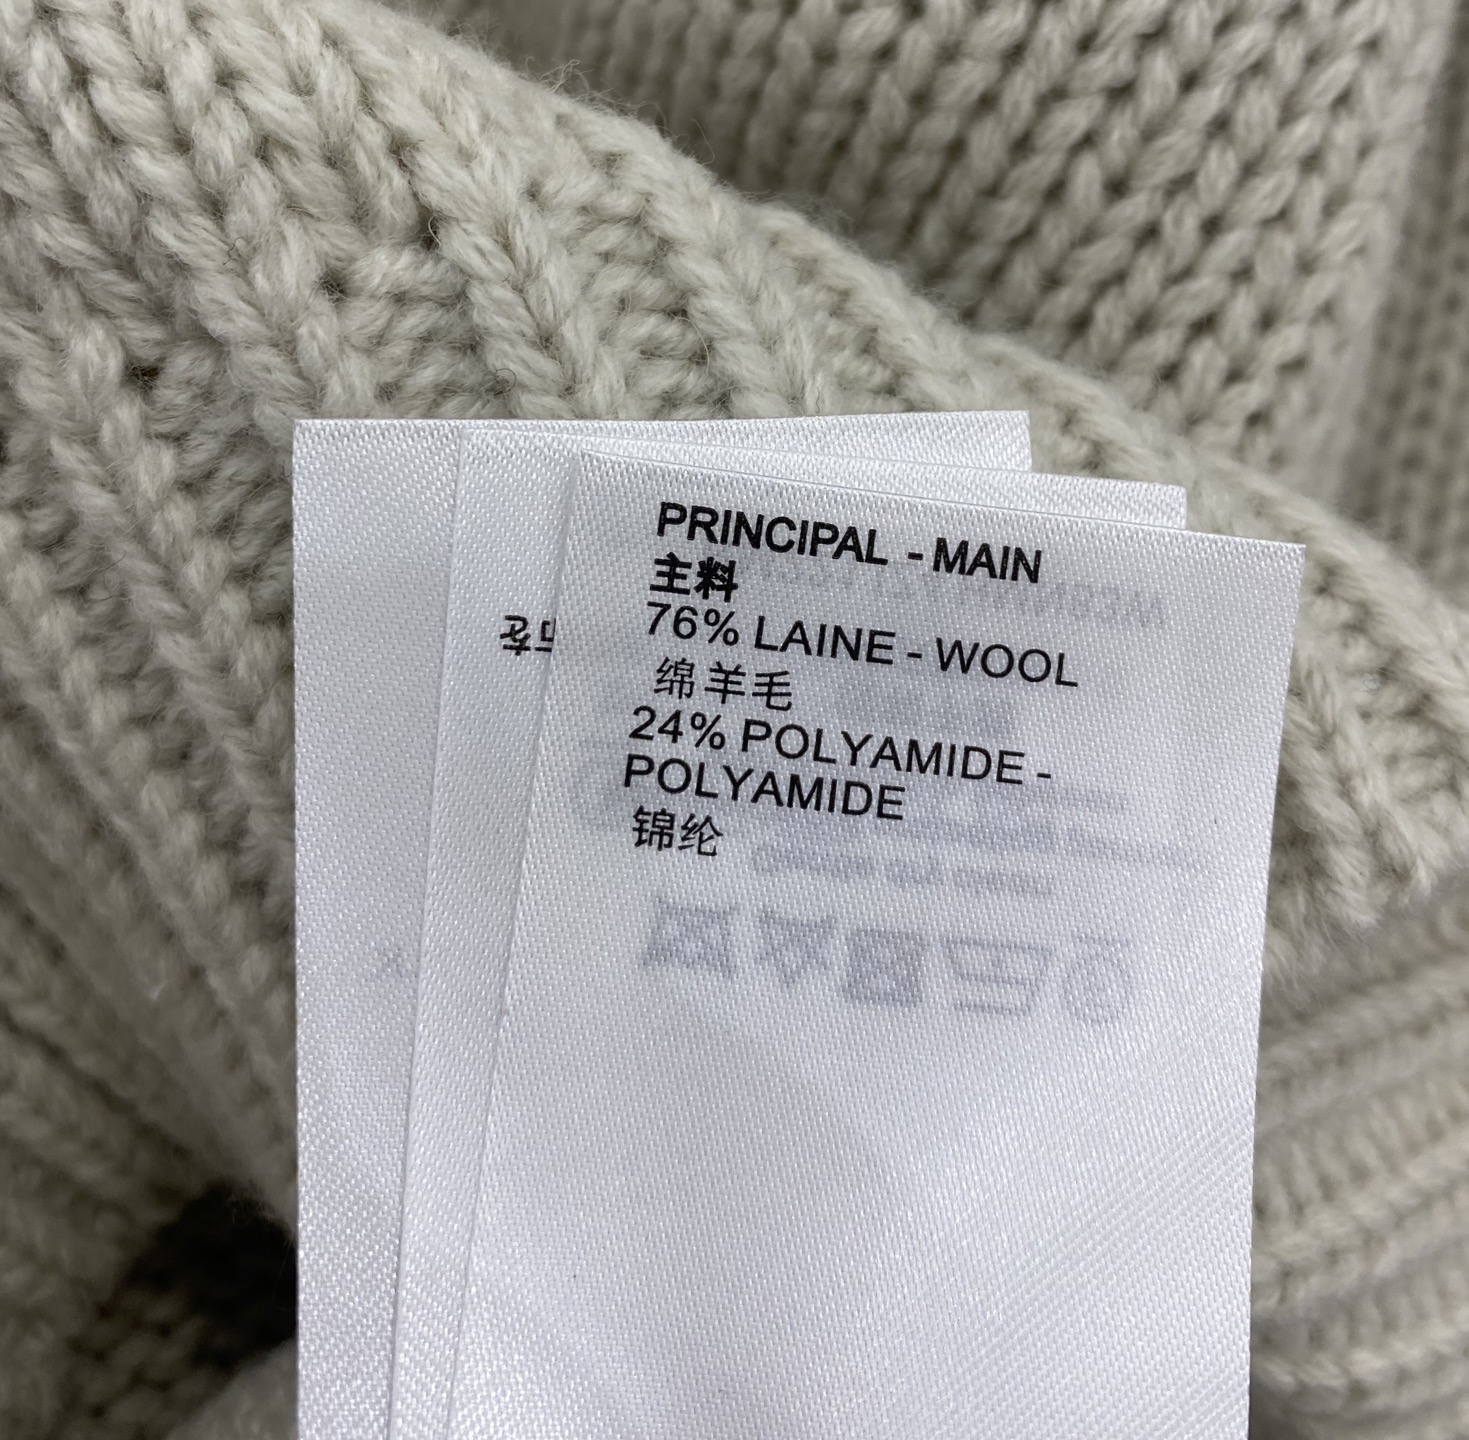 PRINCIPAL - MAIN
主料
76% LAINE - WOOL
绵羊毛
24% POLYAMIDE -
POLYAMIDE
锦纶